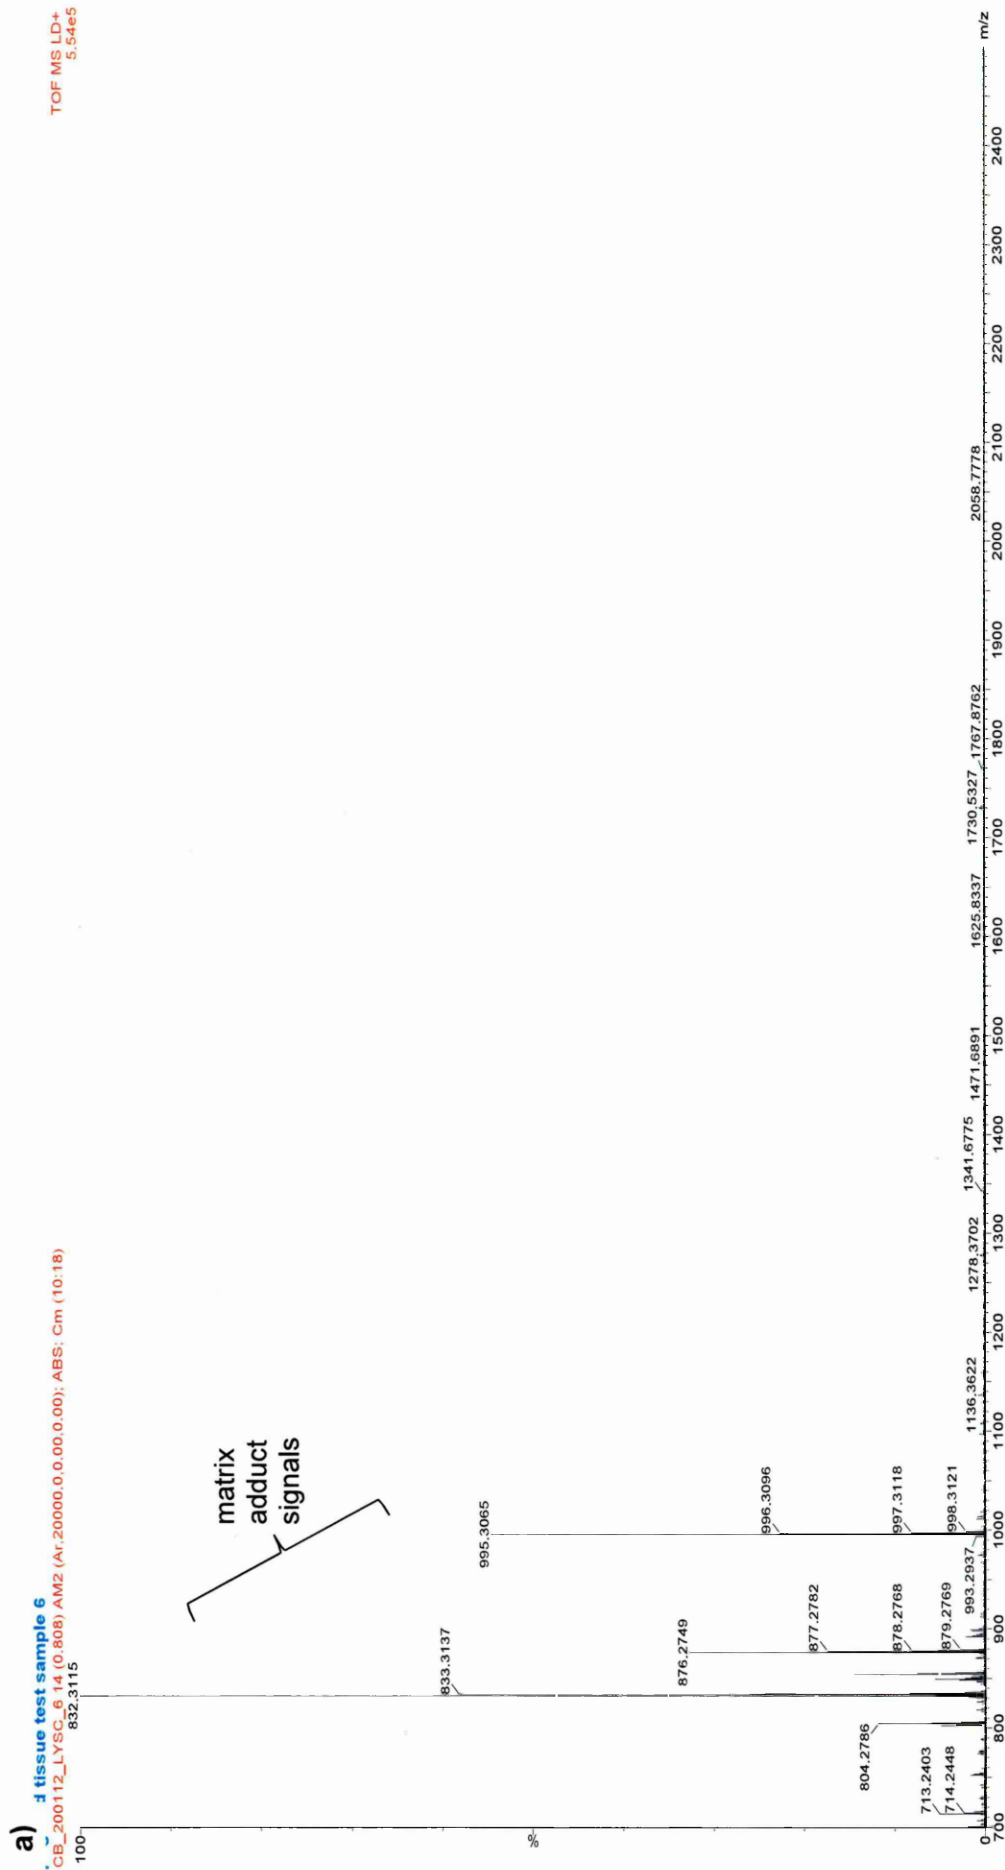 a)
tissue test sample 6
CB_200112_LYSC_6 14 (0.808) AM2 (Ar,20000.0,0.00,0.00); ABS; Cm (10:18)
TOF MS LD+
5.54e5
100
%
0
832.3115
833.3137
matrix
adduct
signals
995.3065
876.2749
996.3096
877.2782
804.2786
878.2768
997.3118
713.2403
714.2448
879.2769
993.2937
998.3121
1136.3622
1278.3702
1341.6775
1471.6891
1625.8337
1730.5327
1767.8762
2058.7778
700 800 900 1000 1100 1200 1300 1400 1500 1600 1700 1800 1900 2000 2100 2200 2300 2400
m/z